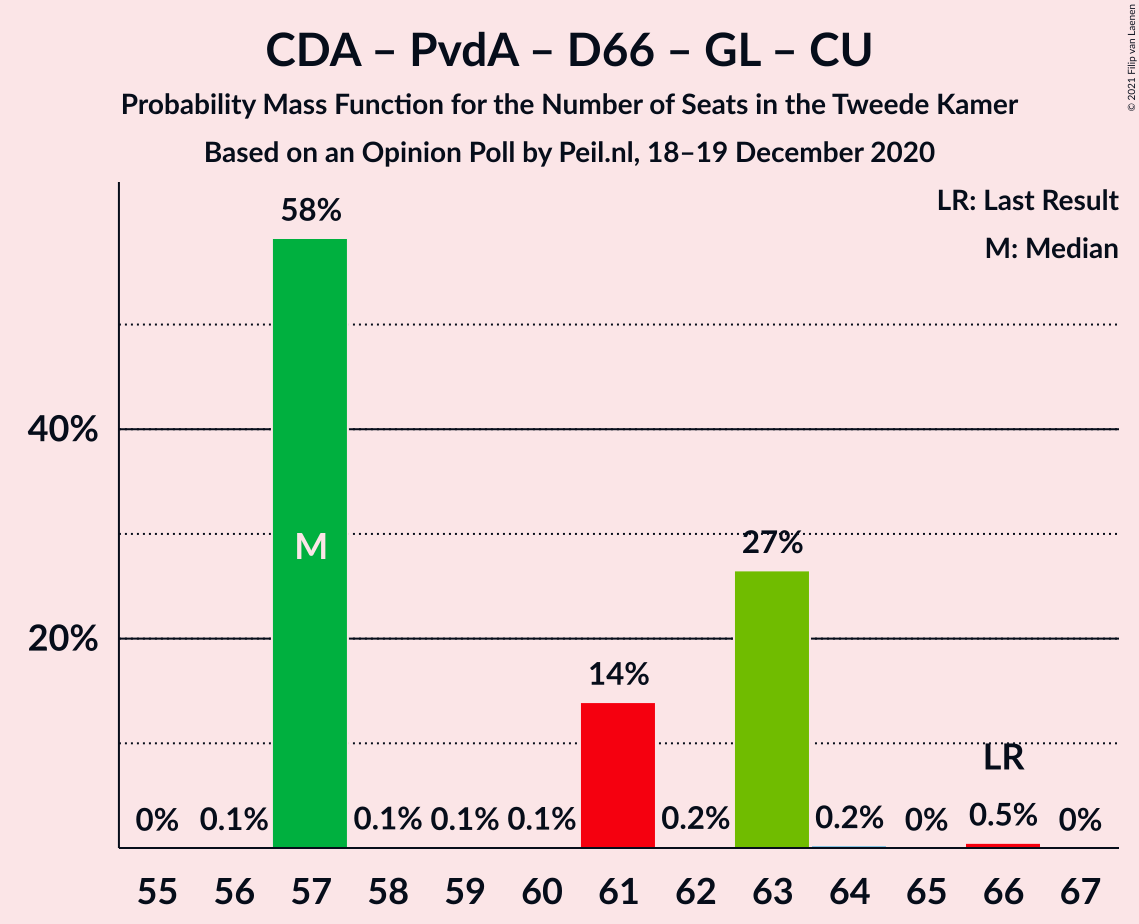 CDA – PvdA – D66 – GL – CU
Probability Mass Function for the Number of Seats in the Tweede Kamer
Based on an Opinion Poll by Peil.nl, 18–19 December 2020
© 2021 Filip van Laenen
LR: Last Result
M: Median
40%
20%
58%
M
27%
14%
LR
0% 0.1% 0.1% 0.1% 0.1% 0.2% 0.2% 0% 0.5% 0%
55 56 57 58 59 60 61 62 63 64 65 66 67